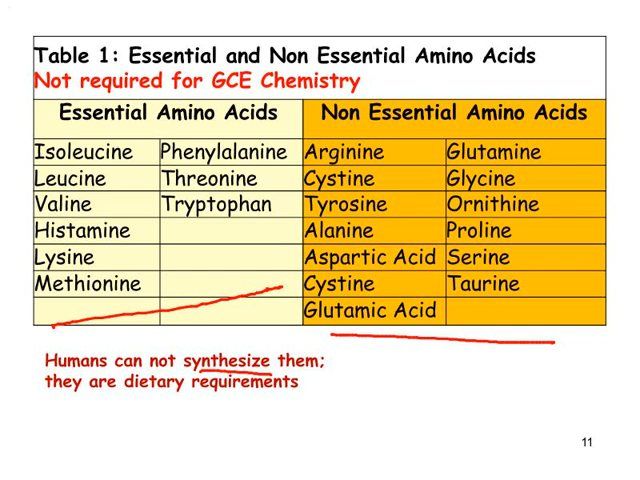 Table 1: Essential and Non Essential Amino Acids
Not required for GCE Chemistry
Essential Amino Acids Non Essential Amino Acids
Isoleucine Phenylalanine Arginine Glutamine
Leucine Threonine Cystine Glycine
Valine Tryptophan Tyrosine Ornithine
Histamine Alanine Proline
Lysine Aspartic Acid Serine
Methionine Cystine Taurine
Glutamic Acid
Humans can not synthesize them;
they are dietary requirements
11